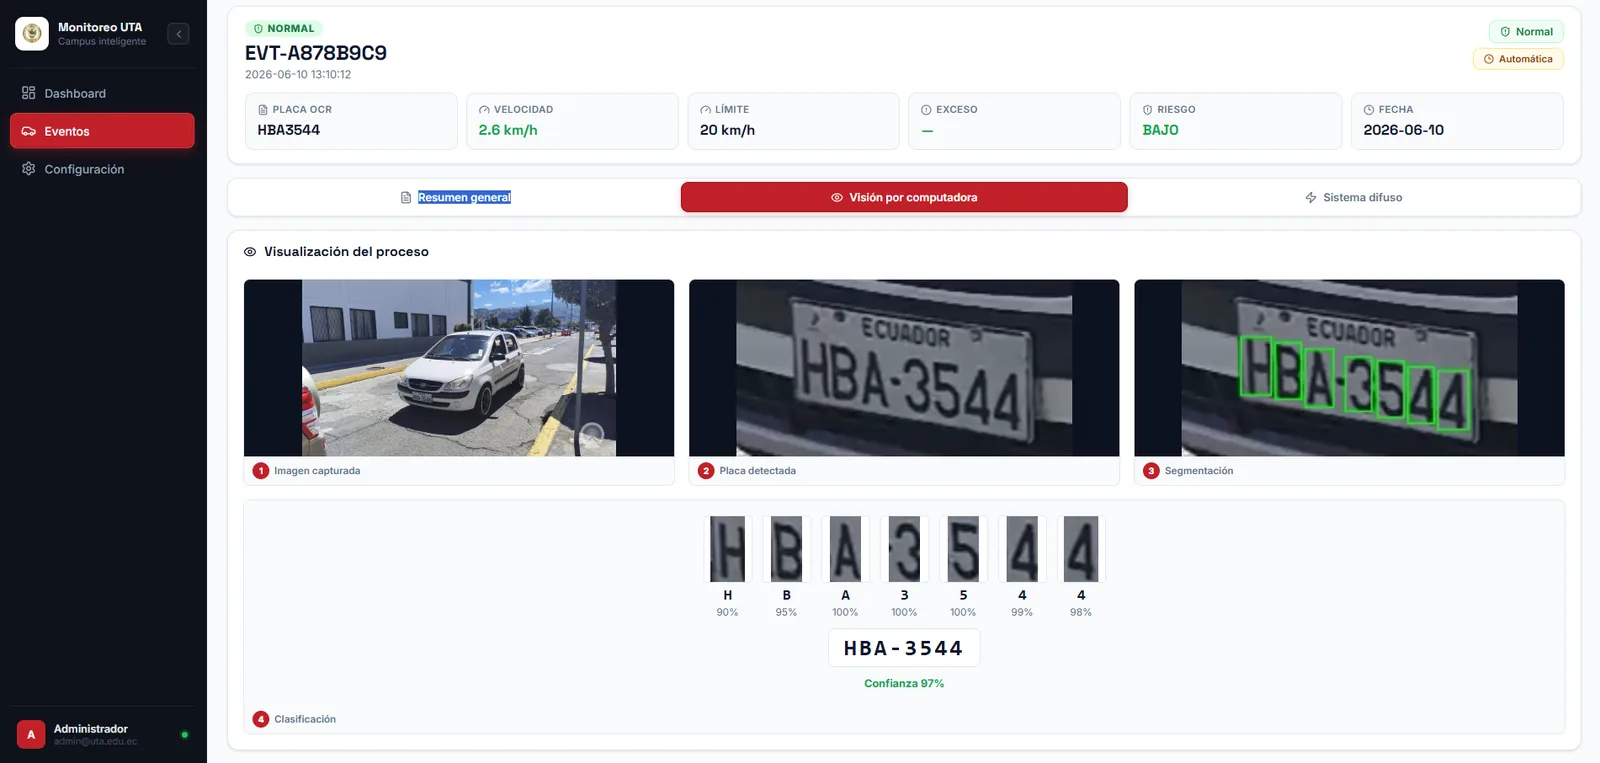 Monitoreo UTA
Campus inteligente
Dashboard
Eventos
Configuración
A
Administrador
admin@uta.edu.ec
NORMAL
EVT-A878B9C9
2026-06-10 13:10:12
Normal
Automática
PLACA OCR
HBA3544
VELOCIDAD
2.6 km/h
LÍMITE
20 km/h
EXCESO
—
RIESGO
BAJO
FECHA
2026-06-10
Resumen general
Visión por computadora
Sistema difuso
Visualización del proceso
ECUADOR
HBA-3544
ECUADOR
HBA-3544
1 Imagen capturada
2 Placa detectada
3 Segmentación
H B A 3 5 4 4
H B A 3 5 4 4
90% 95% 100% 100% 100% 99% 98%
HBA-3544
Confianza 97%
4 Clasificación